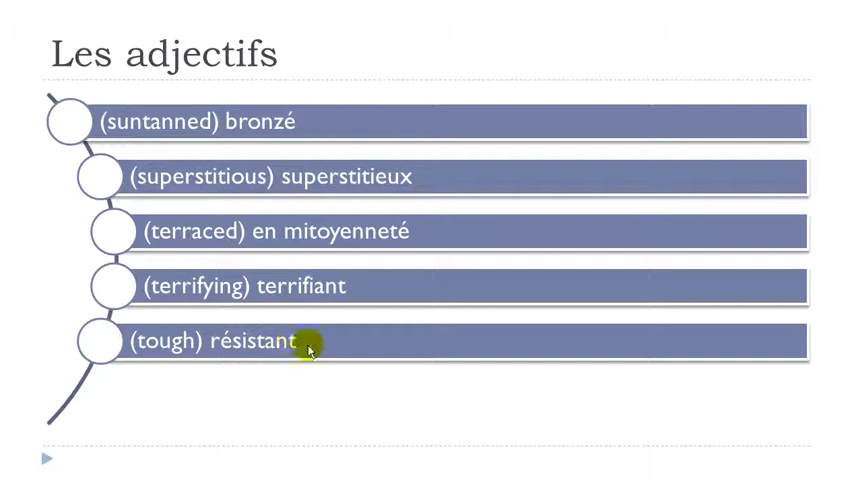 Les adjectifs
(suntanned) bronzé
(superstitious) superstitieux
(terraced) en mitoyenneté
(terrifying) terrifiant
(tough) résistant